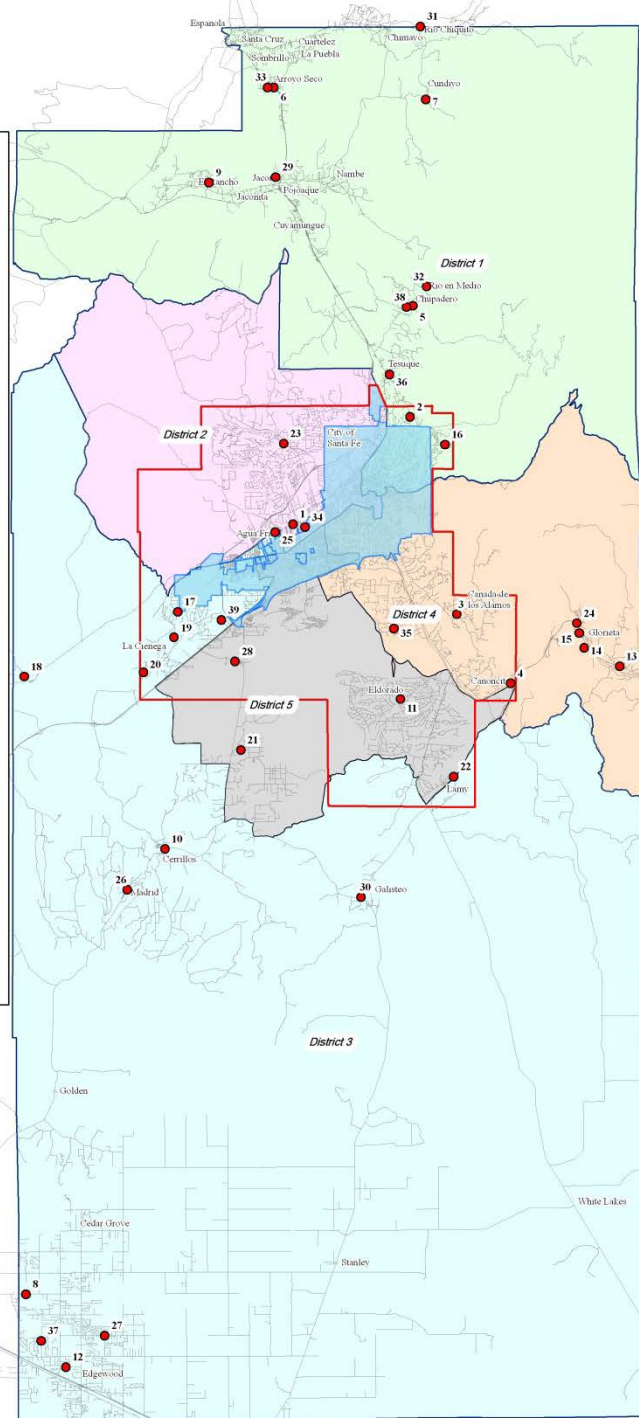 31
Espanola
Rio Chiquito
Santa Cruz
Cuartelez
Chimayo
La Puebla
Sombrillo
33
Arroyo Seco
6
Cundiyo
7
9
29
Nambe
Pojoaque
Jaconita
Cuyamungue
District 1
32
Rio en Medio
38
Chupadero
5
Tesuque
36
2
District 2
23
City of
Santa Fe
16
1
34
Agua Fria
25
17
39
3
Canada de
los Alamos
24
District 4
35
15
Glorieta
19
La Cienega
14
28
13
18
20
4
Canoncito
Eldorado
11
District 5
21
22
Lamy
10
Cerrillos
26
Madrid
30
Galisteo
District 3
Golden
White Lakes
Cedar Grove
Stanley
8
37
27
12
Edgewood